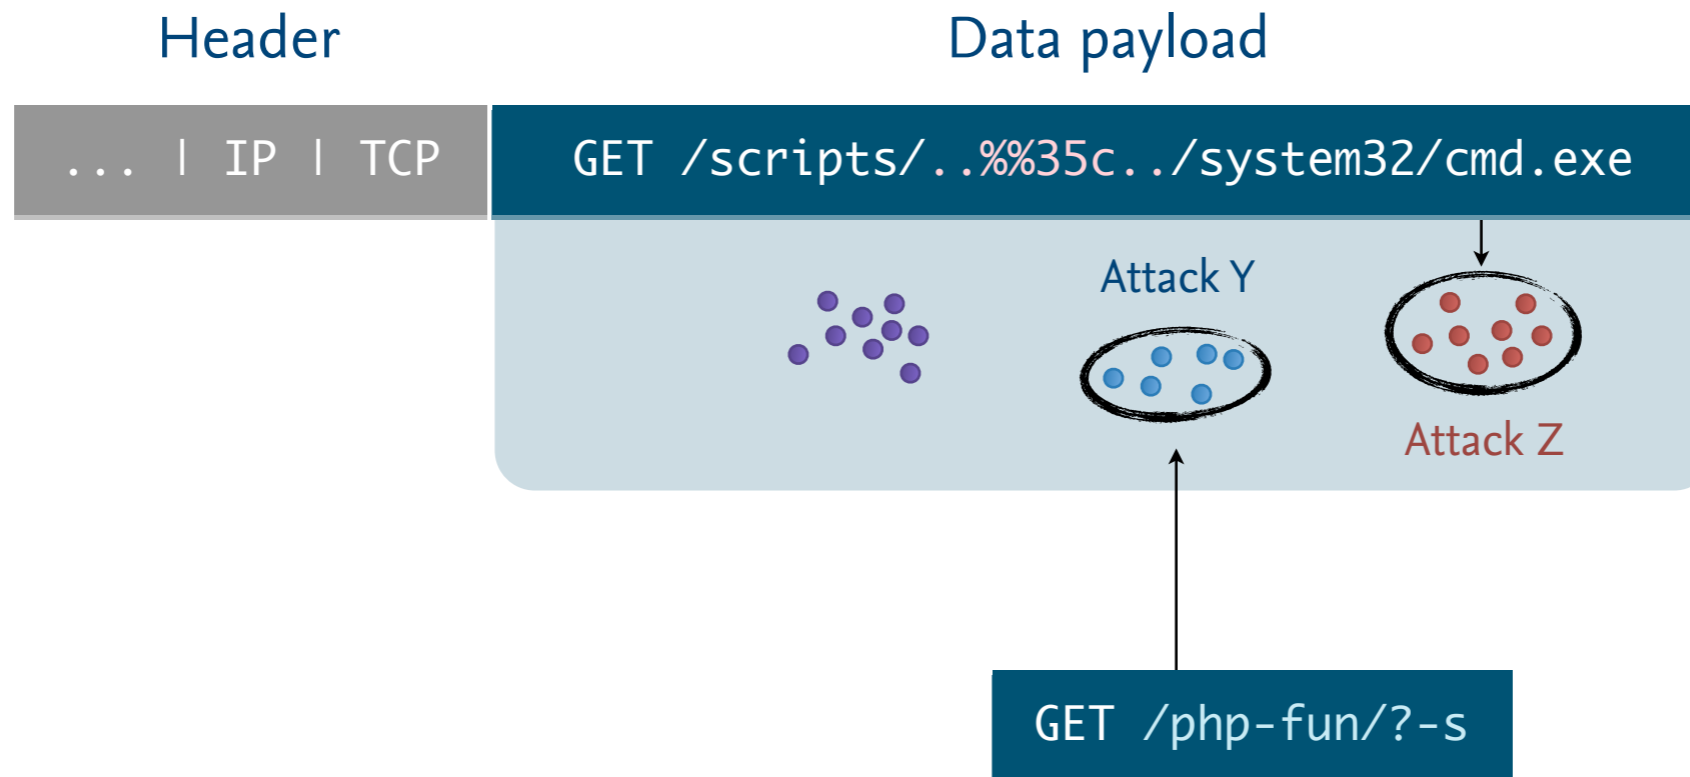 Header
Data payload
... | IP | TCP
GET /scripts/..%%35c../system32/cmd.exe
Attack Y
Attack Z
GET /php-fun/?-s